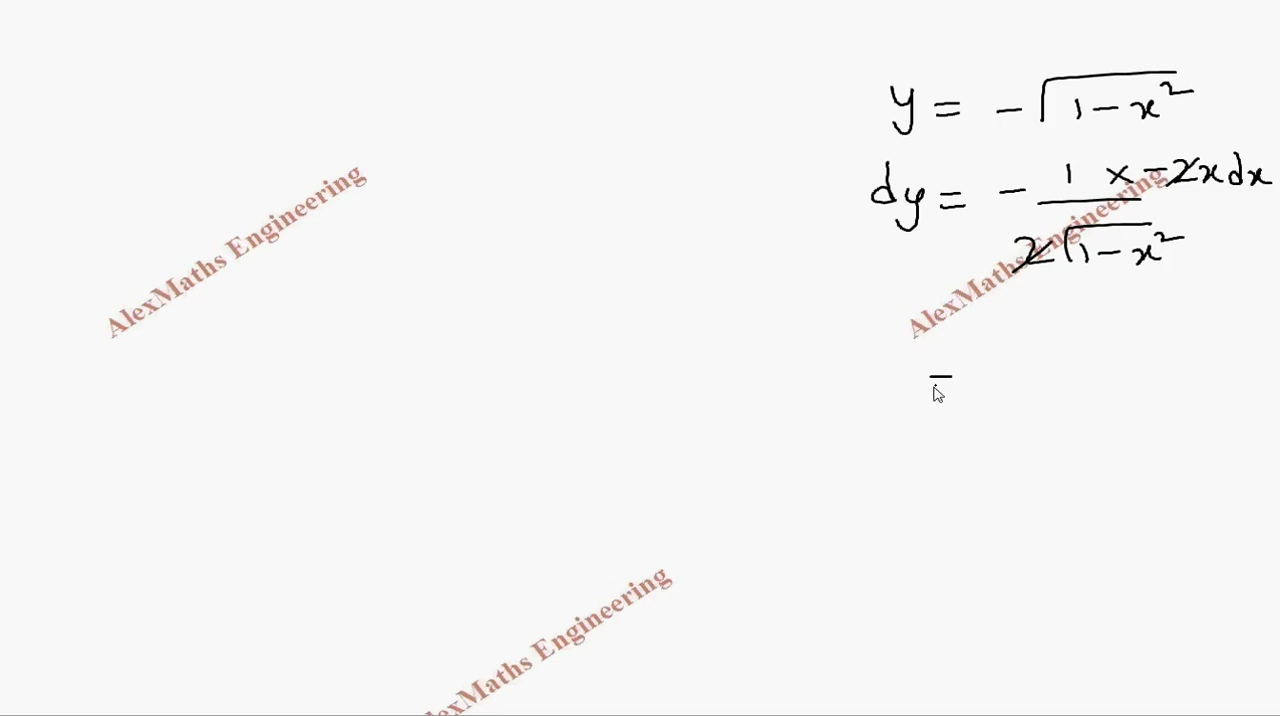 y = - √1 - x²
dy = - 1 × -2x dx
2√1 - x²
AlexMaths Engineering
AlexMaths Engineering
=
AlexMaths Engineering